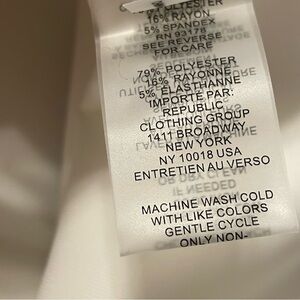 POLYESTER
16% RAYON
5% SPANDEX
RN 93178
SEE REVERSE
FOR CARE
79% POLYESTER
16% RAYONNE
5% ÉLASTHANNE
IMPORTÉ PAR:
REPUBLIC
CLOTHING GROUP
1411 BROADWAY
NEW YORK
NY 10018 USA
ENTRETIEN AU VERSO
MACHINE WASH COLD
WITH LIKE COLORS
GENTLE CYCLE
ONLY NON-